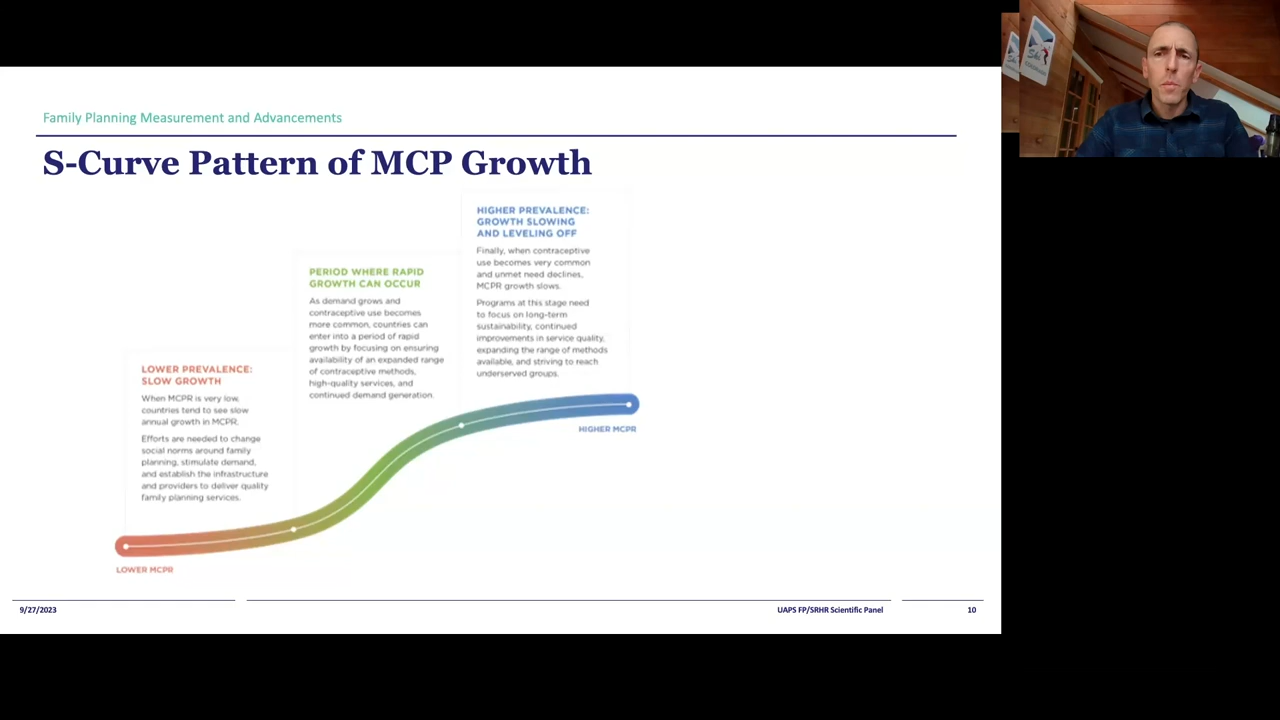 Family Planning Measurement and Advancements
S-Curve Pattern of MCP Growth
LOWER PREVALENCE:
SLOW GROWTH
When MCPR is very low,
countries tend to see slow
annual growth in MCPR.
Efforts are needed to change
social norms around family
planning, stimulate demand,
and establish the infrastructure
and providers to deliver quality
family planning services.
PERIOD WHERE RAPID
GROWTH CAN OCCUR
As demand grows and
contraceptive use becomes
more common, countries can
enter into a period of rapid
growth by focusing on ensuring
availability of an expanded range
of contraceptive methods,
high-quality services, and
continued demand generation.
HIGHER PREVALENCE:
GROWTH SLOWING
AND LEVELING OFF
Finally, when contraceptive
use becomes very common
and unmet need declines,
MCPR growth slows.
Programs at this stage need
to focus on long-term
sustainability, continued
improvements in service quality,
expanding the range of methods
available, and striving to reach
underserved groups.
HIGHER MCPR
LOWER MCPR
9/27/2023
UAPS FP/SRHR Scientific Panel
10
Ski